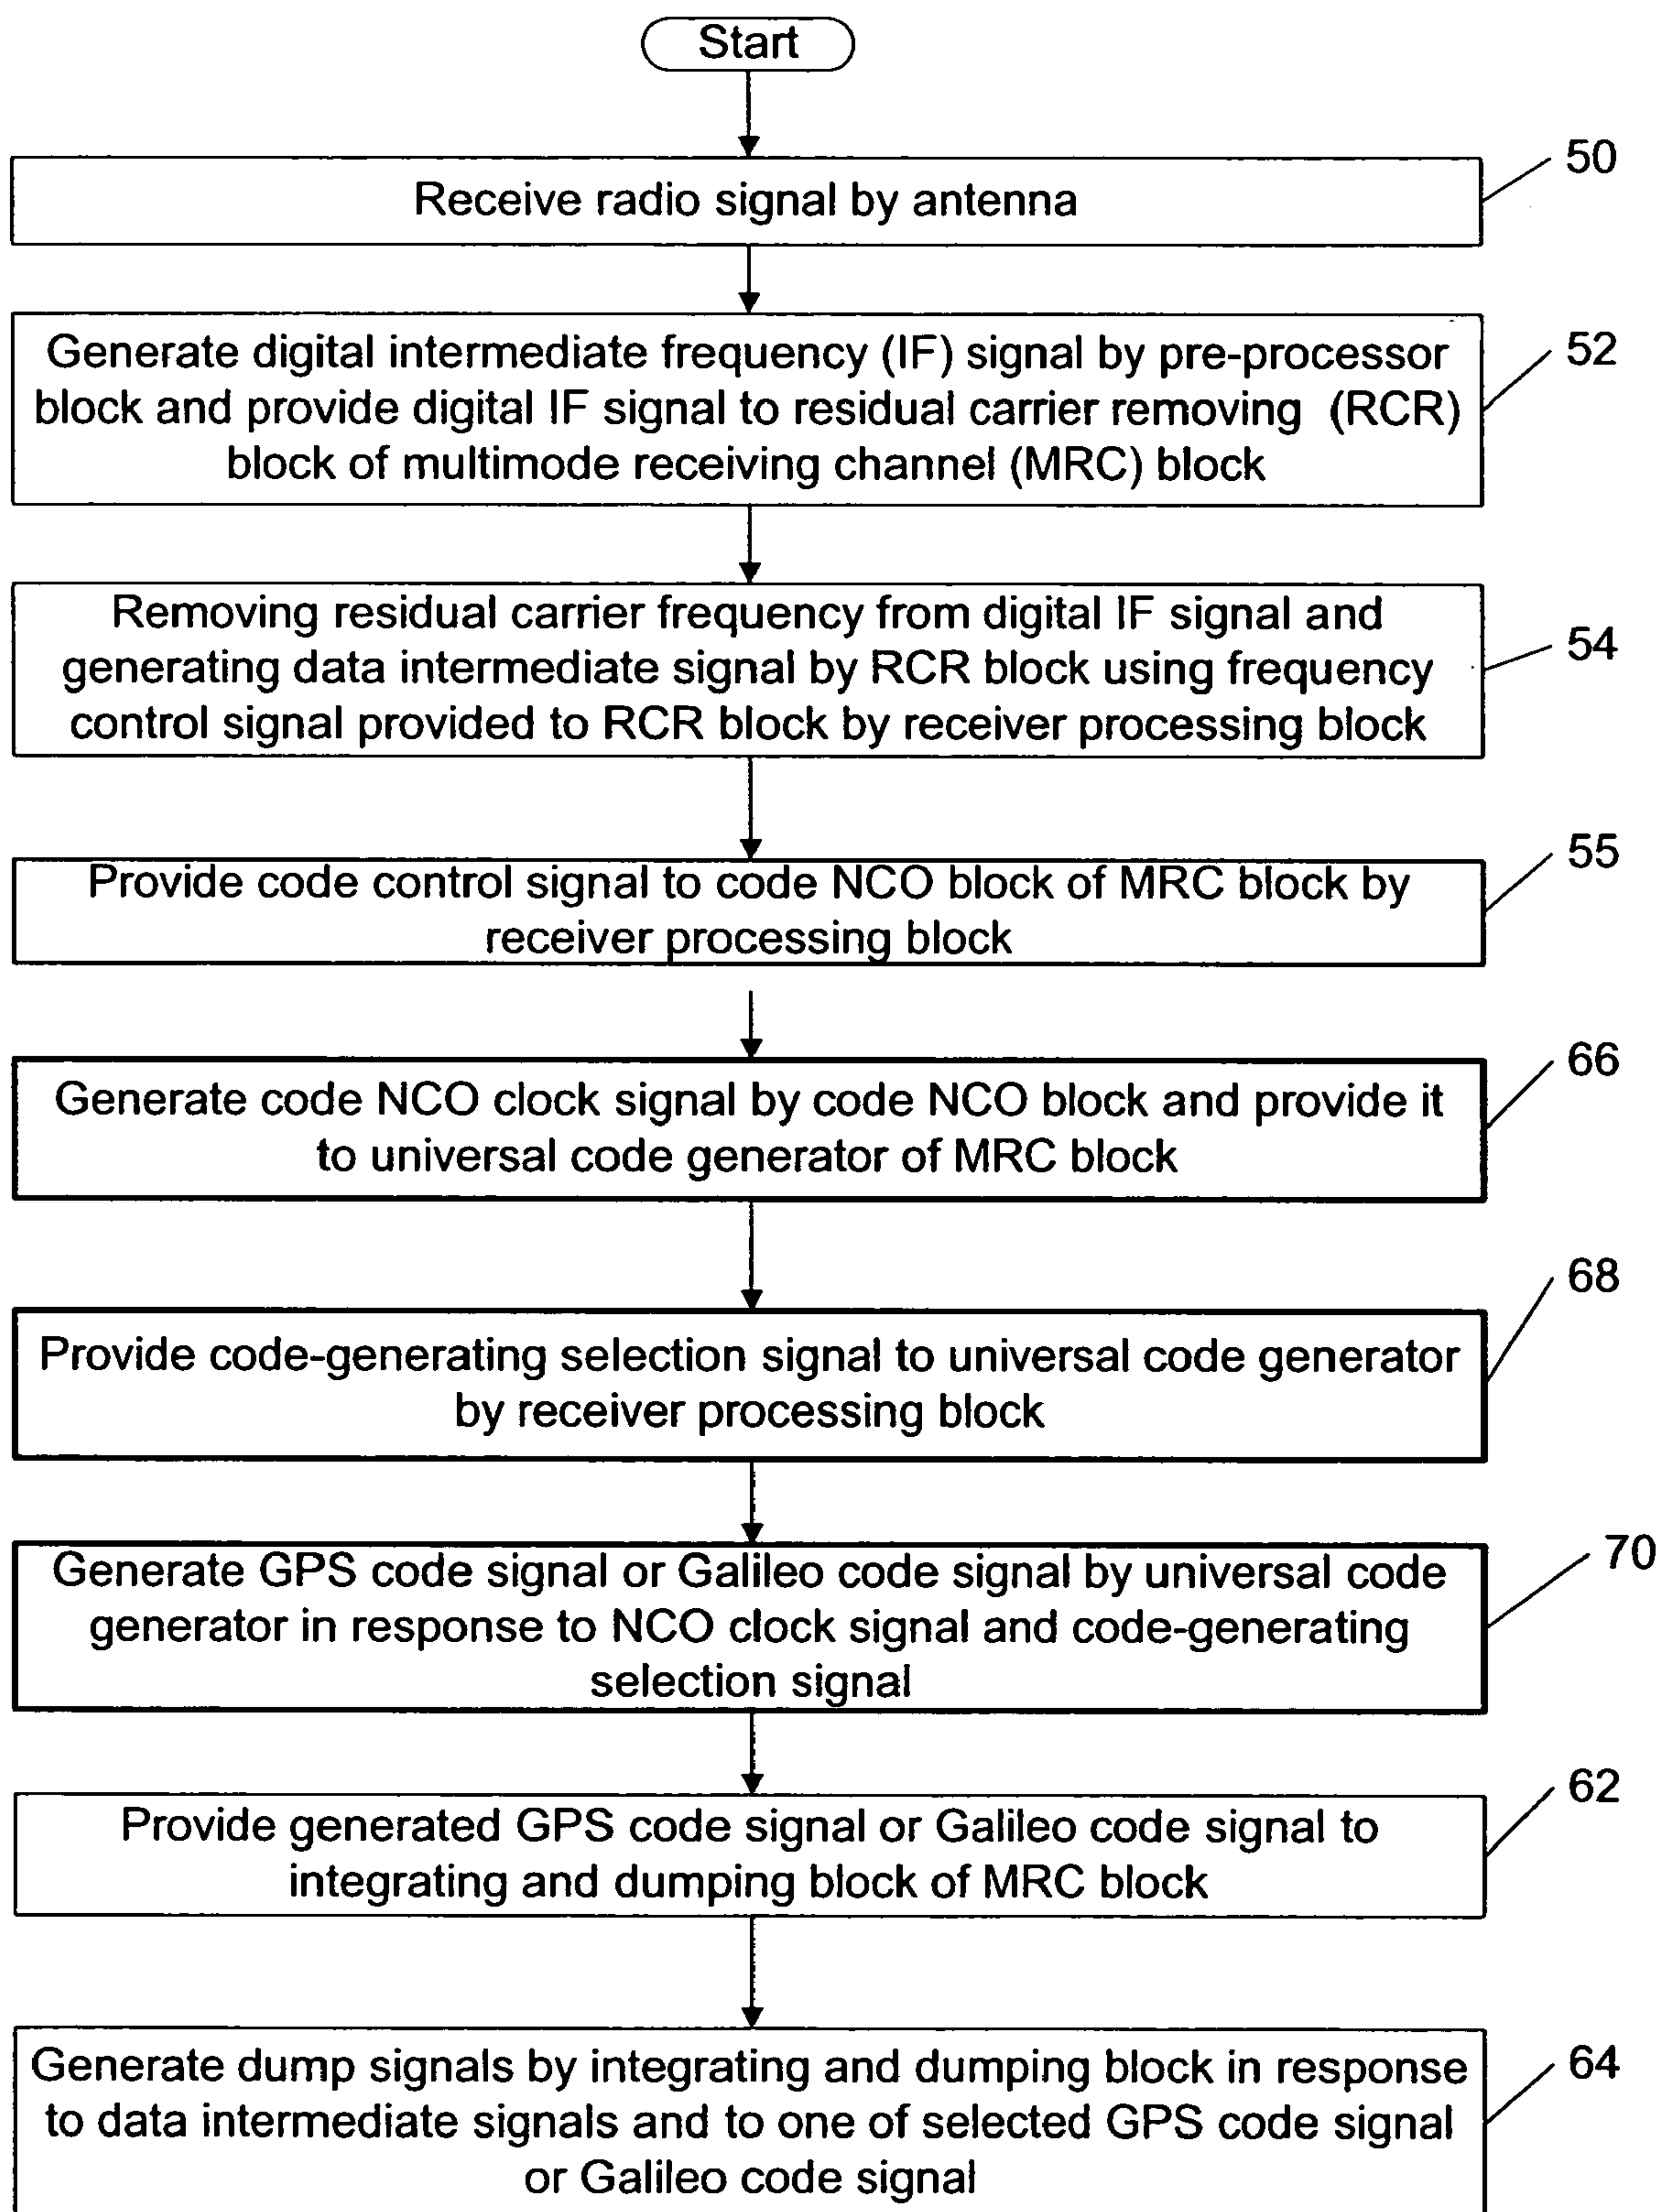 Start
50
Receive radio signal by antenna
52
Generate digital intermediate frequency (IF) signal by pre-processor
block and provide digital IF signal to residual carrier removing (RCR)
block of multimode receiving channel (MRC) block
54
Removing residual carrier frequency from digital IF signal and
generating data intermediate signal by RCR block using frequency
control signal provided to RCR block by receiver processing block
55
Provide code control signal to code NCO block of MRC block by
receiver processing block
66
Generate code NCO clock signal by code NCO block and provide it
to universal code generator of MRC block
68
Provide code-generating selection signal to universal code generator
by receiver processing block
70
Generate GPS code signal or Galileo code signal by universal code
generator in response to NCO clock signal and code-generating
selection signal
62
Provide generated GPS code signal or Galileo code signal to
integrating and dumping block of MRC block
64
Generate dump signals by integrating and dumping block in response
to data intermediate signals and to one of selected GPS code signal
or Galileo code signal